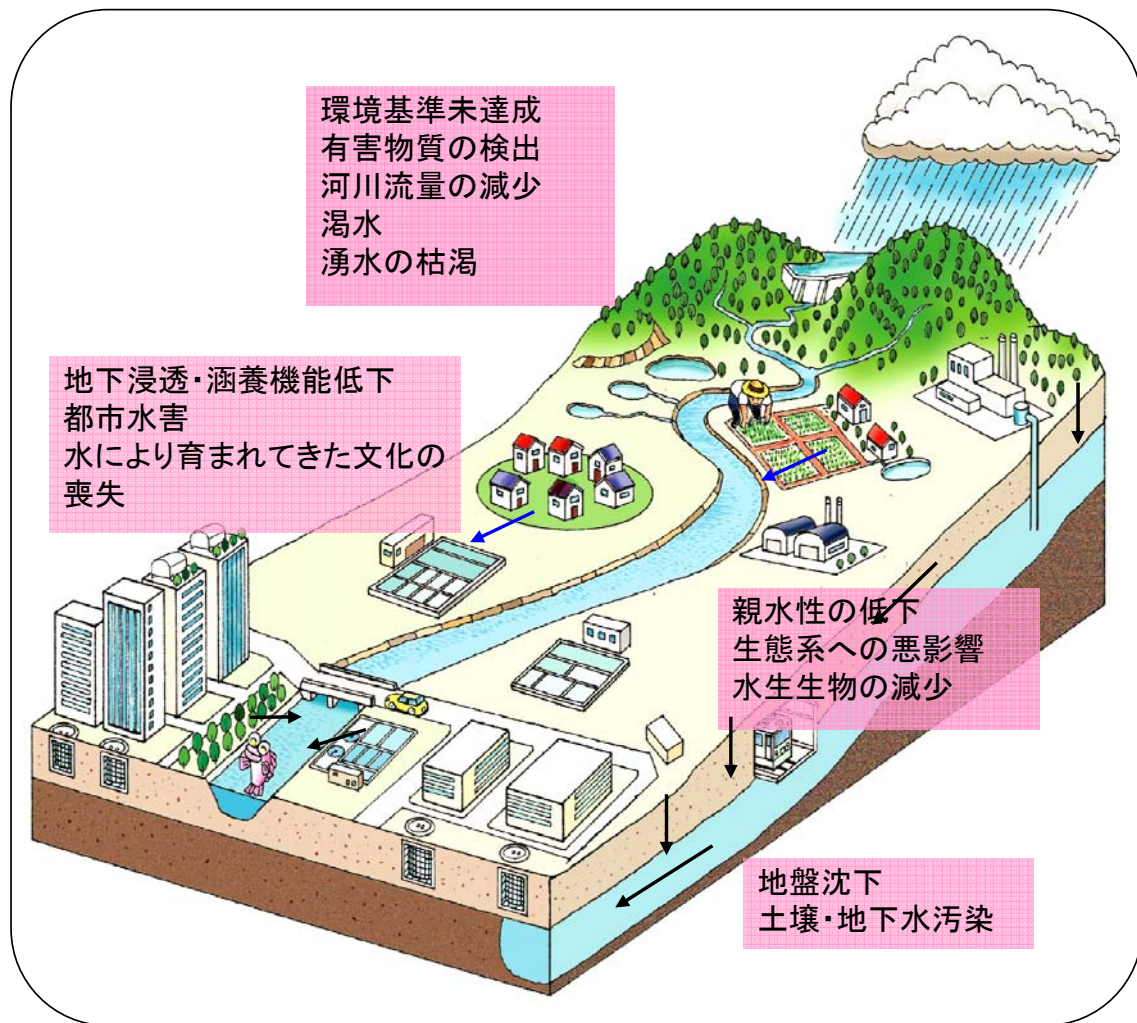 環境基準未達成
有害物質の検出
河川流量の減少
渇水
湧水の枯渇
地下浸透・涵養機能低下
都市水害
水により育まれてきた文化の
喪失
親水性の低下
生態系への悪影響
水生生物の減少
地盤沈下
土壌・地下水汚染